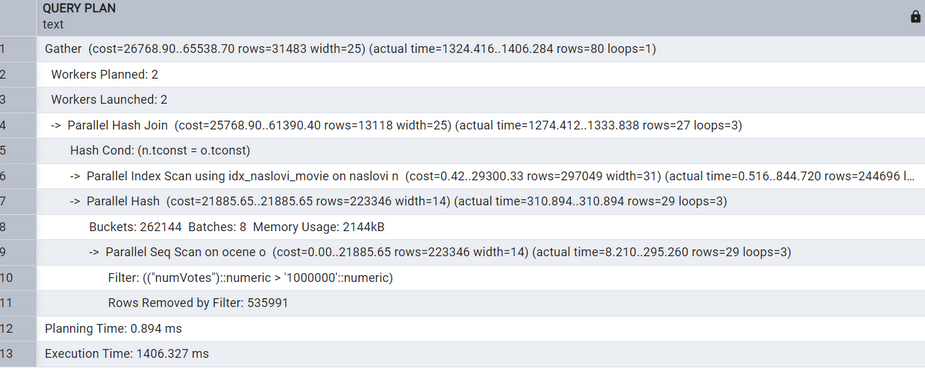 QUERY PLAN
text
1 Gather (cost=26768.90..65538.70 rows=31483 width=25) (actual time=1324.416..1406.284 rows=80 loops=1)
2 Workers Planned: 2
3 Workers Launched: 2
4 -> Parallel Hash Join (cost=25768.90..61390.40 rows=13118 width=25) (actual time=1274.412..1333.838 rows=27 loops=3)
5 Hash Cond: (n.tconst = o.tconst)
6 -> Parallel Index Scan using idx_naslovi_movie on naslovi n (cost=0.42..29300.33 rows=297049 width=31) (actual time=0.516..844.720 rows=244696 l...
7 -> Parallel Hash (cost=21885.65..21885.65 rows=223346 width=14) (actual time=310.894..310.894 rows=29 loops=3)
8 Buckets: 262144 Batches: 8 Memory Usage: 2144kB
9 -> Parallel Seq Scan on ocene o (cost=0.00..21885.65 rows=223346 width=14) (actual time=8.210..295.260 rows=29 loops=3)
10 Filter: (("numVotes")::numeric > '1000000'::numeric)
11 Rows Removed by Filter: 535991
12 Planning Time: 0.894 ms
13 Execution Time: 1406.327 ms